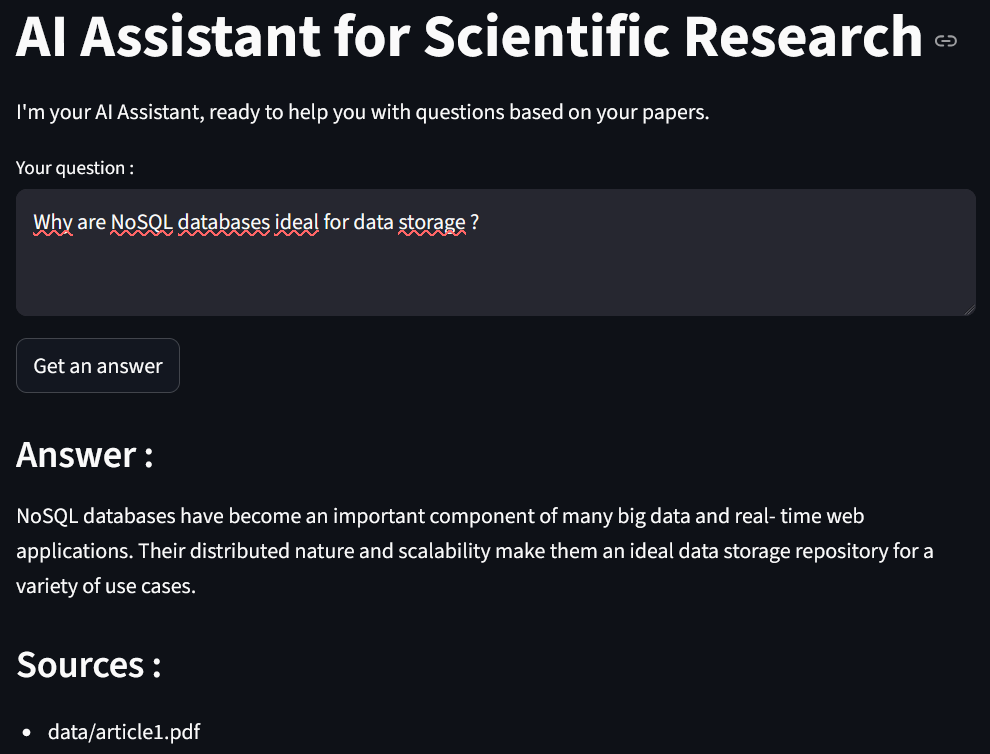 AI Assistant for Scientific Research
I'm your AI Assistant, ready to help you with questions based on your papers.
Your question :
Why are NoSQL databases ideal for data storage ?
Get an answer
Answer :
NoSQL databases have become an important component of many big data and real- time web
applications. Their distributed nature and scalability make them an ideal data storage repository for a
variety of use cases.
Sources :
• data/article1.pdf